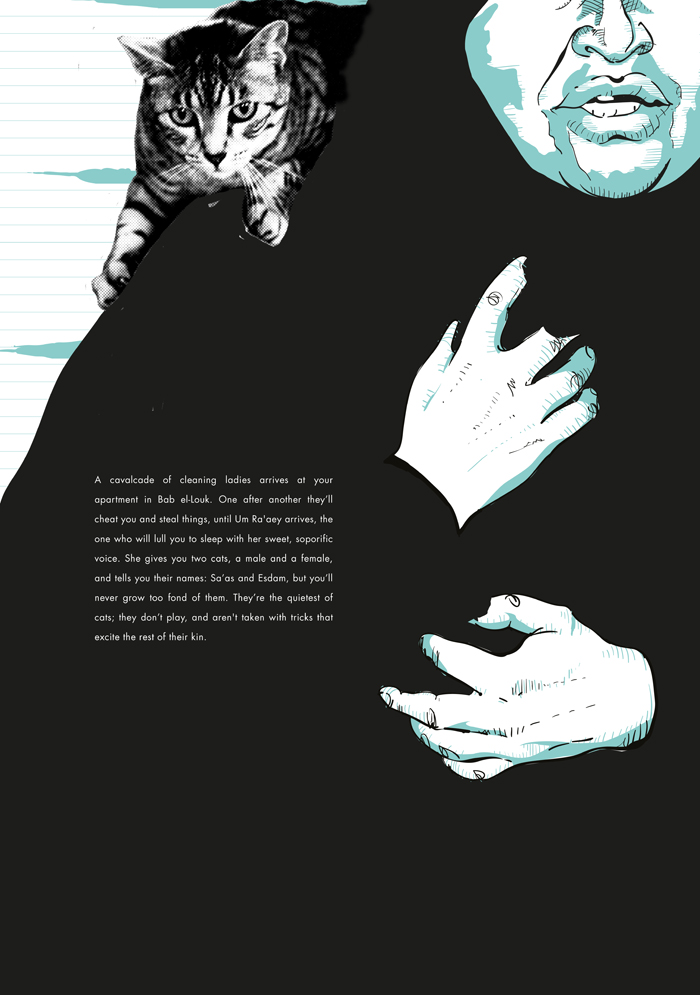 A cavalcade of cleaning ladies arrives at your
apartment in Bab el-Louk. One after another they’ll
cheat you and steal things, until Um Ra'aey arrives, the
one who will lull you to sleep with her sweet, soporific
voice. She gives you two cats, a male and a female,
and tells you their names: Sa’as and Esdam, but you’ll
never grow too fond of them. They’re the quietest of
cats; they don’t play, and aren't taken with tricks that
excite the rest of their kin.